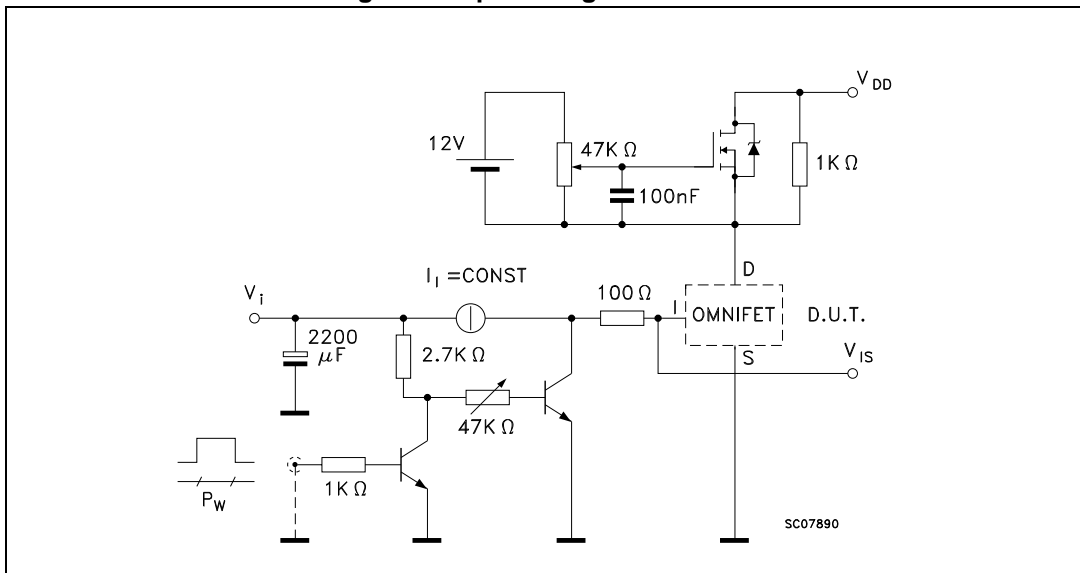 V DD
12V
47K Ω
1K Ω
100nF
D
I I =CONST
V i
100 Ω
I
OMNIFET
D.U.T.
2200
μF
2.7K Ω
S
V IS
47K Ω
1K Ω
P W
SC07890